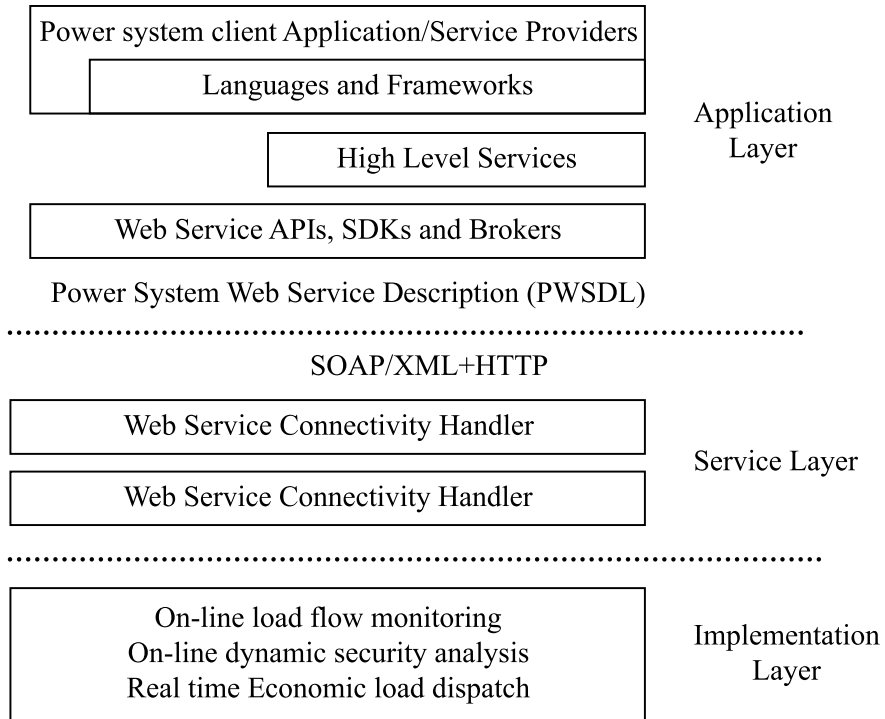 Power system client Application/Service Providers
Languages and Frameworks
High Level Services
Web Service APIs, SDKs and Brokers
Power System Web Service Description (PWSDL)
Application
Layer
SOAP/XML+HTTP
Web Service Connectivity Handler
Web Service Connectivity Handler
Service Layer
On-line load flow monitoring
On-line dynamic security analysis
Real time Economic load dispatch
Implementation
Layer